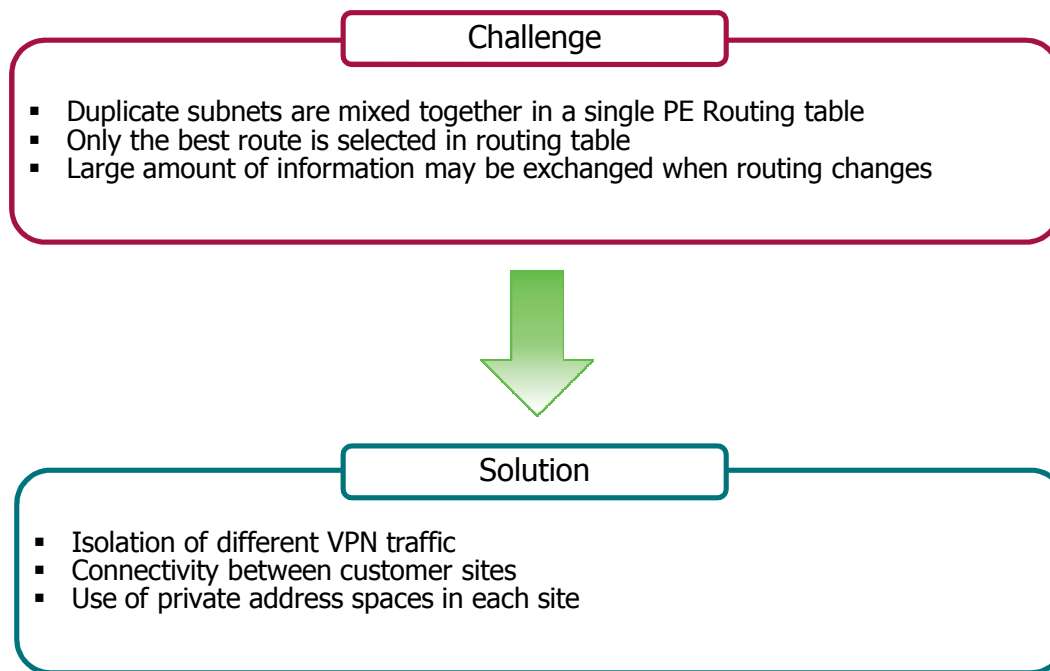 Challenge
▪ Duplicate subnets are mixed together in a single PE Routing table
▪ Only the best route is selected in routing table
▪ Large amount of information may be exchanged when routing changes
Solution
▪ Isolation of different VPN traffic
▪ Connectivity between customer sites
▪ Use of private address spaces in each site